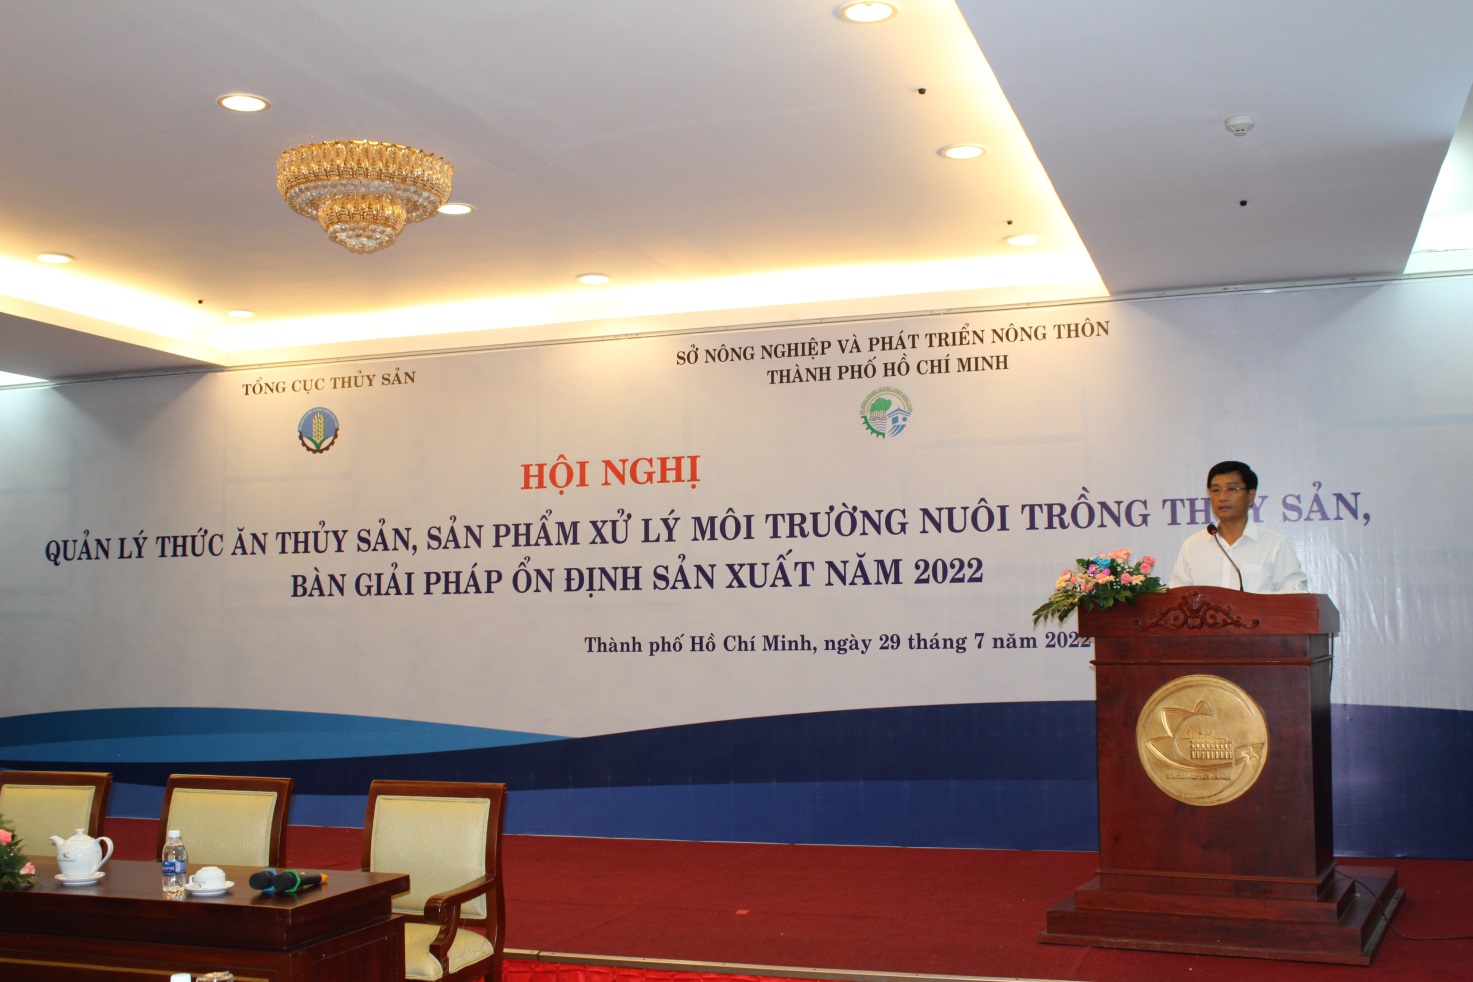 TỔNG CỤC THỦY SẢN
SỞ NÔNG NGHIỆP VÀ PHÁT TRIỂN NÔNG THÔN
THÀNH PHỐ HỒ CHÍ MINH
HỘI NGHỊ
QUẢN LÝ THỨC ĂN THỦY SẢN, SẢN PHẨM XỬ LÝ MÔI TRƯỜNG NUÔI TRỒNG THỦY SẢN,
BÀN GIẢI PHÁP ỔN ĐỊNH SẢN XUẤT NĂM 2022
Thành phố Hồ Chí Minh, ngày 29 tháng 7 năm 2022